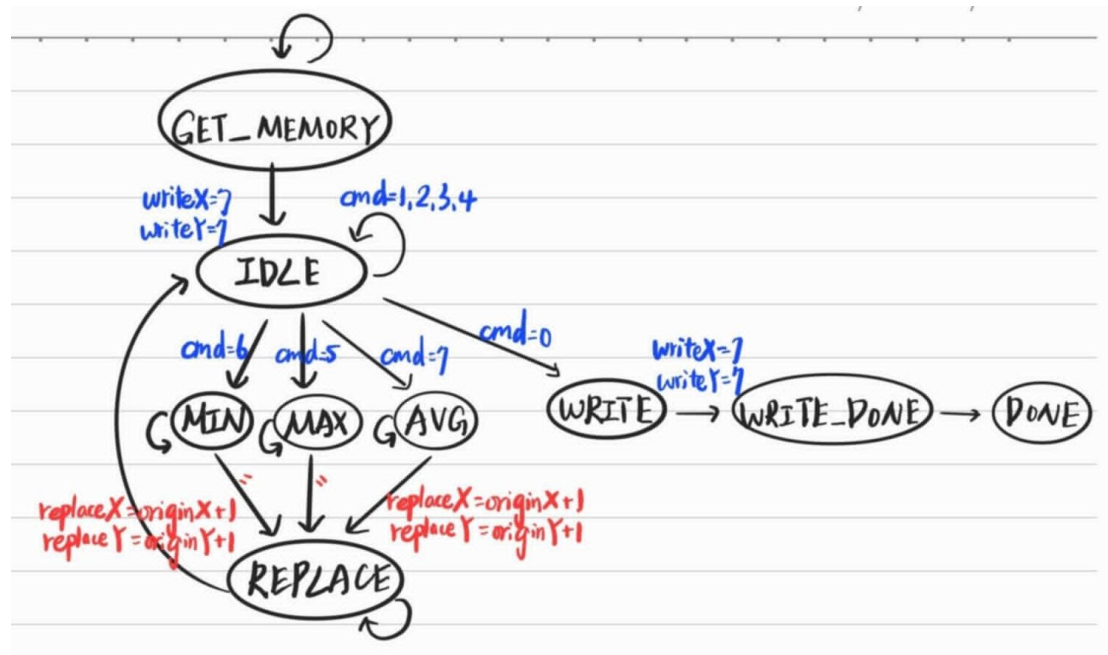 GET_MEMORY
writeX=7
writeY=7
cmd=1,2,3,4
IDLE
cmd=6
cmd=5
cmd=7
cmd=0
writeX=7
writeY=7
MIN
MAX
AVG
WRITE
WRITE_DONE
DONE
"
"
replaceX=originX+1
replaceY=originY+1
replaceX=originX+1
replaceY=originY+1
REPLACE